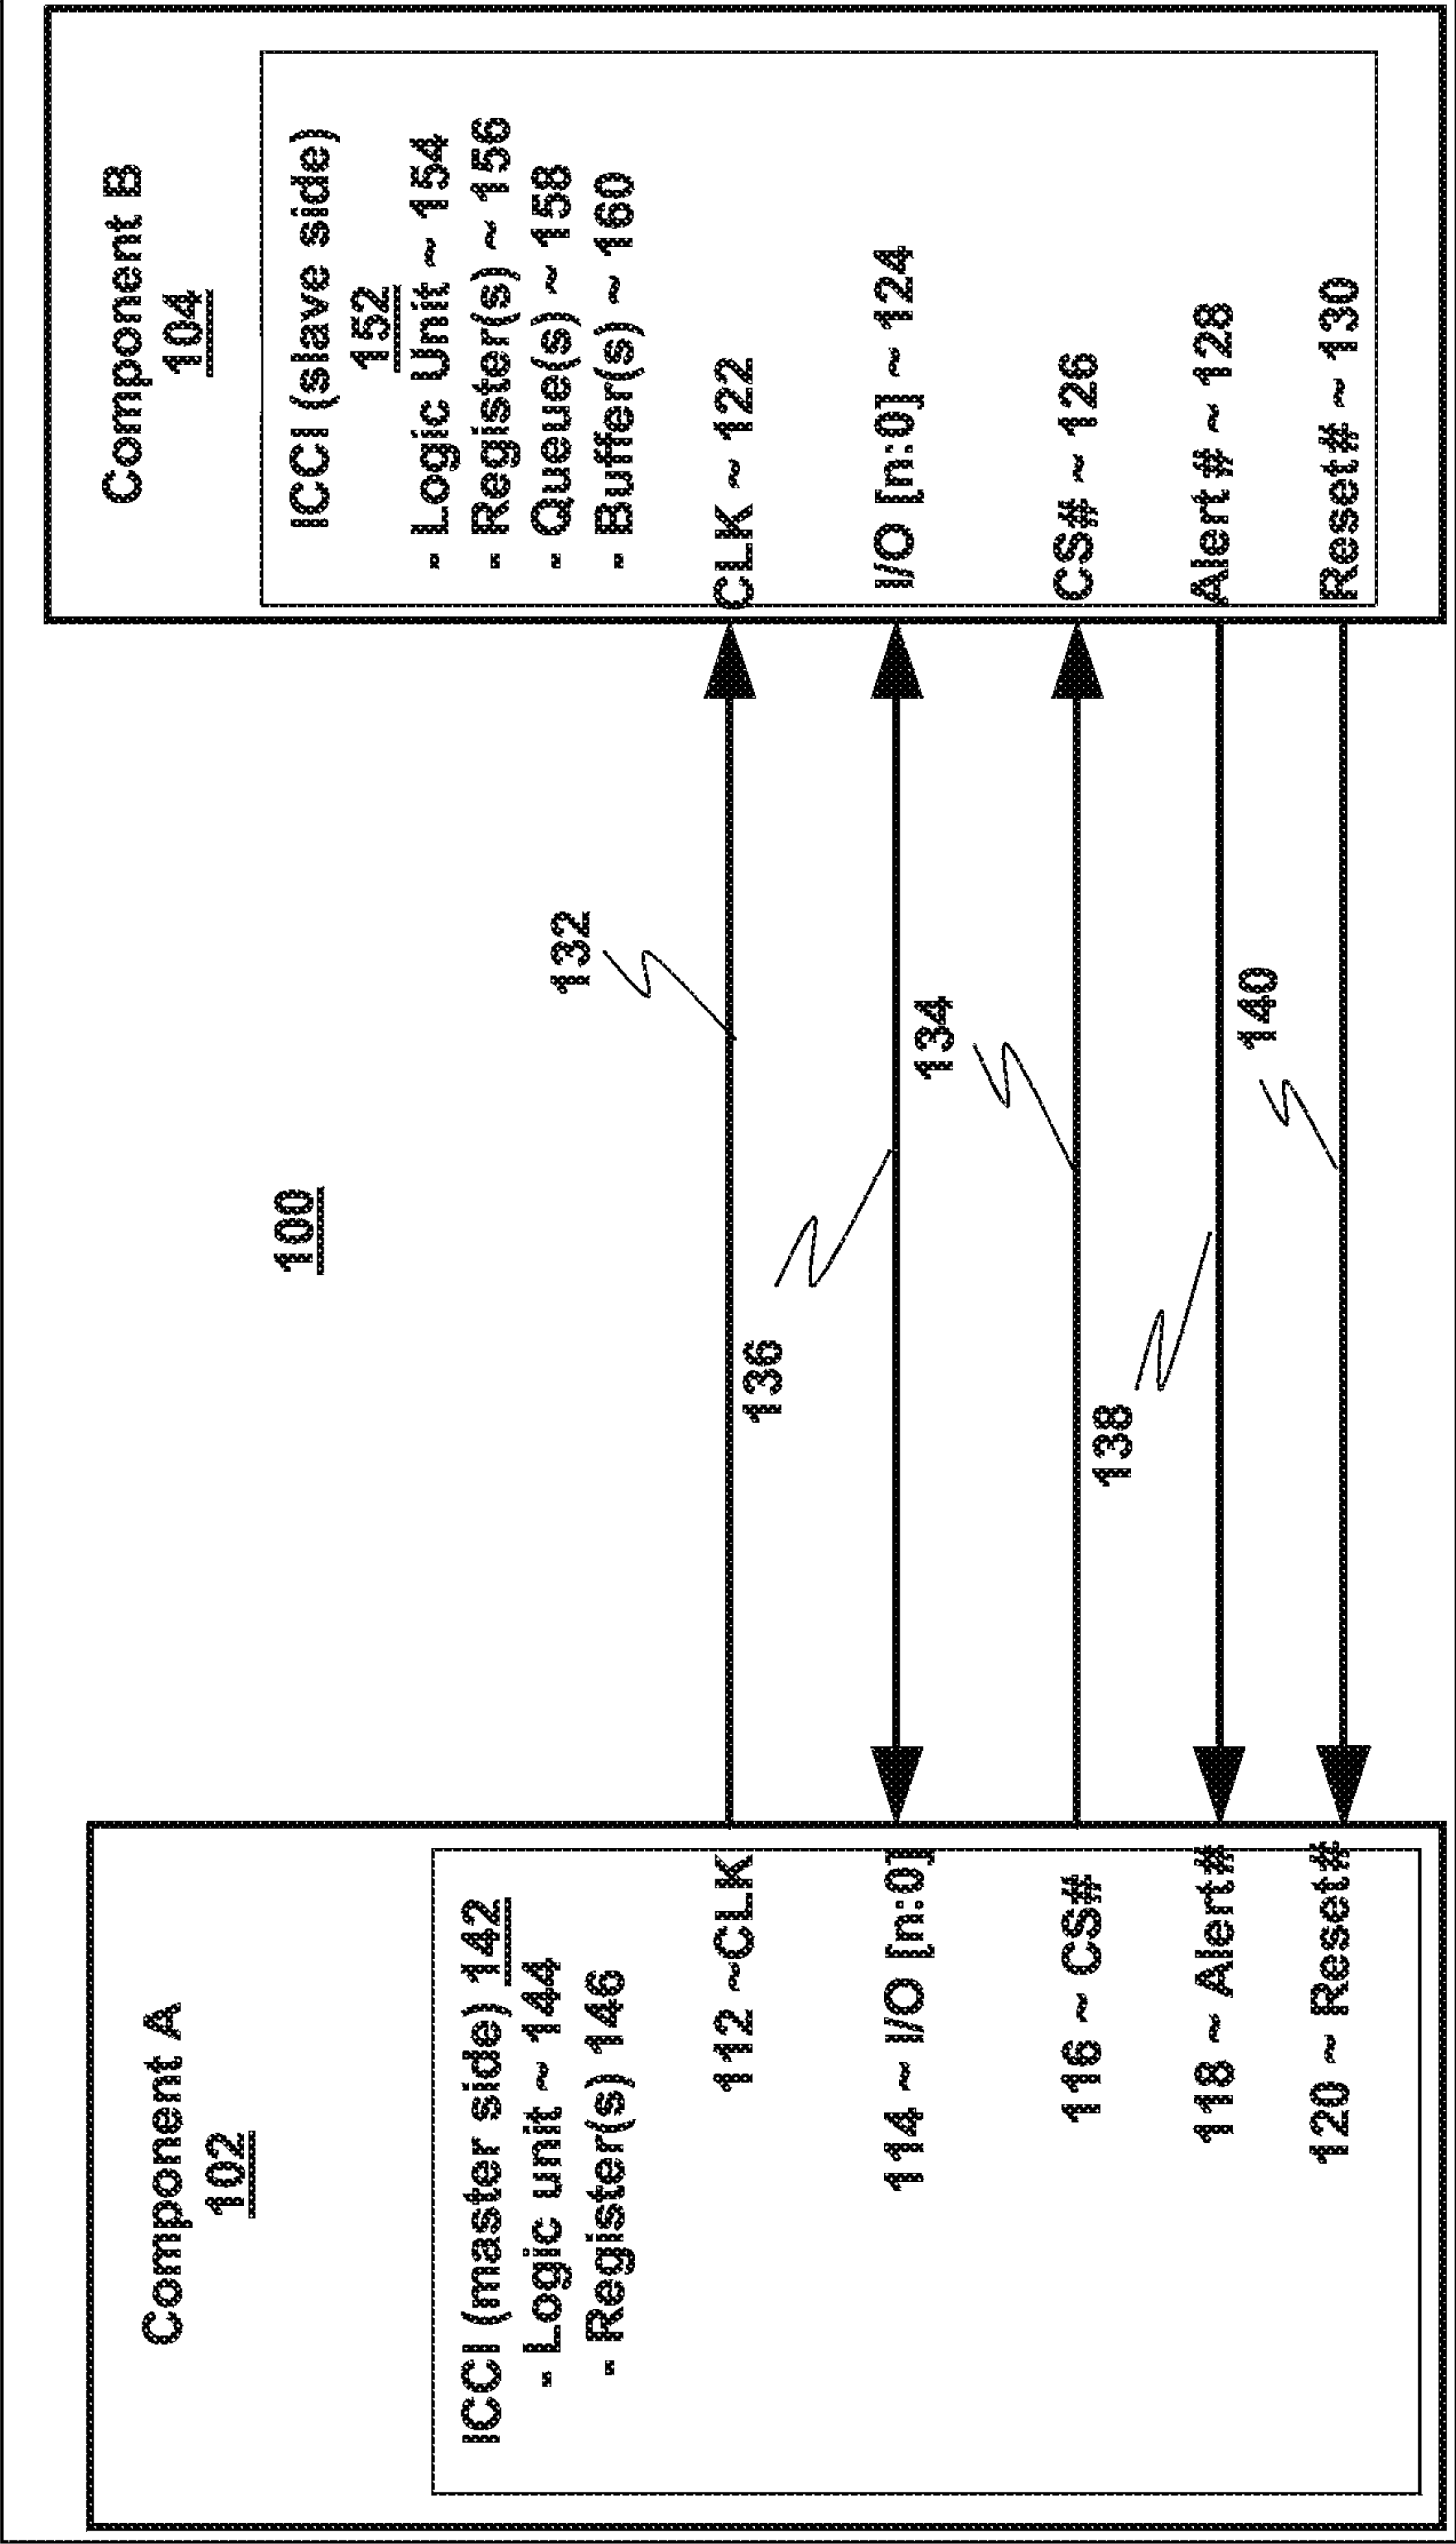 Component A
102
ICCI (master side) 142
- Logic unit ~ 144
- Register(s) 146
112 ~CLK
114 ~ I/O [n:0]
116 ~ CS#
118 ~ Alert#
120 ~ Reset#
100
132
136
134
138
140
Component B
104
ICCI (slave side)
152
- Logic Unit ~ 154
- Register(s) ~ 156
- Queue(s) ~ 158
- Buffer(s) ~ 160
CLK ~ 122
I/O [n:0] ~ 124
CS# ~ 126
Alert# ~ 128
Reset# ~ 130